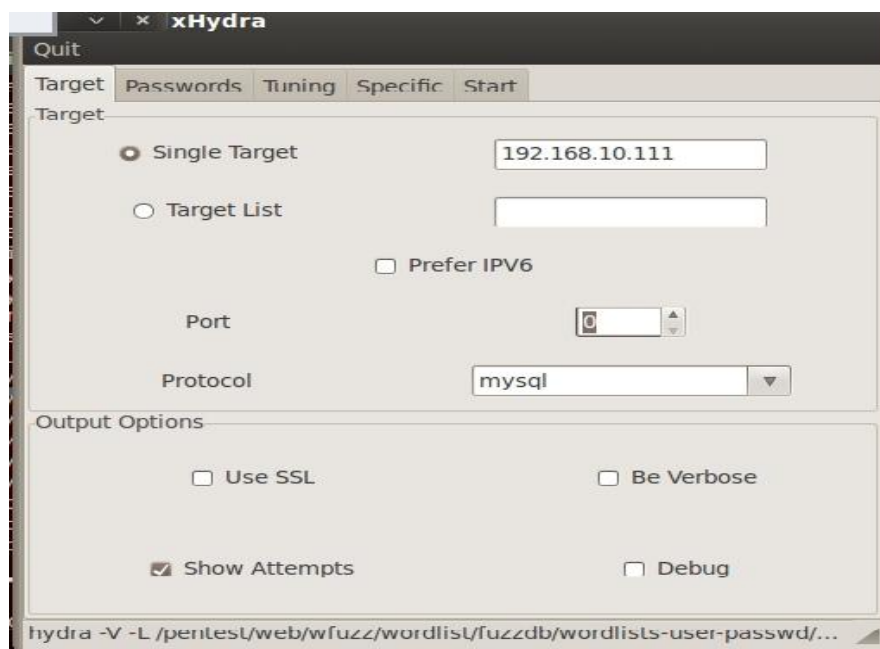 xHydra
Quit
Target Passwords Tuning Specific Start
Target
Single Target 192.168.10.111
Target List
Prefer IPV6
Port 0
Protocol mysql
Output Options
Use SSL Be Verbose
Show Attempts Debug
hydra -V -L /pentest/web/wfuzz/wordlist/fuzzdb/wordlists-user-passwd/...